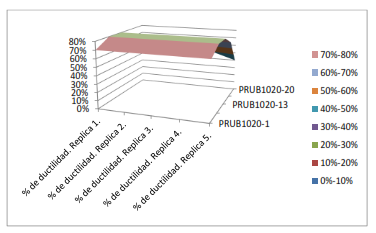 80%
70%
60%
50%
40%
30%
20%
10%
0%
% de ductilidad. Replica 1.
% de ductilidad. Replica 2.
% de ductilidad. Replica 3.
% de ductilidad. Replica 4.
% de ductilidad. Replica 5.
PRUB1020-20
PRUB1020-13
PRUB1020-1
70%-80%
60%-70%
50%-60%
40%-50%
30%-40%
20%-30%
10%-20%
0%-10%